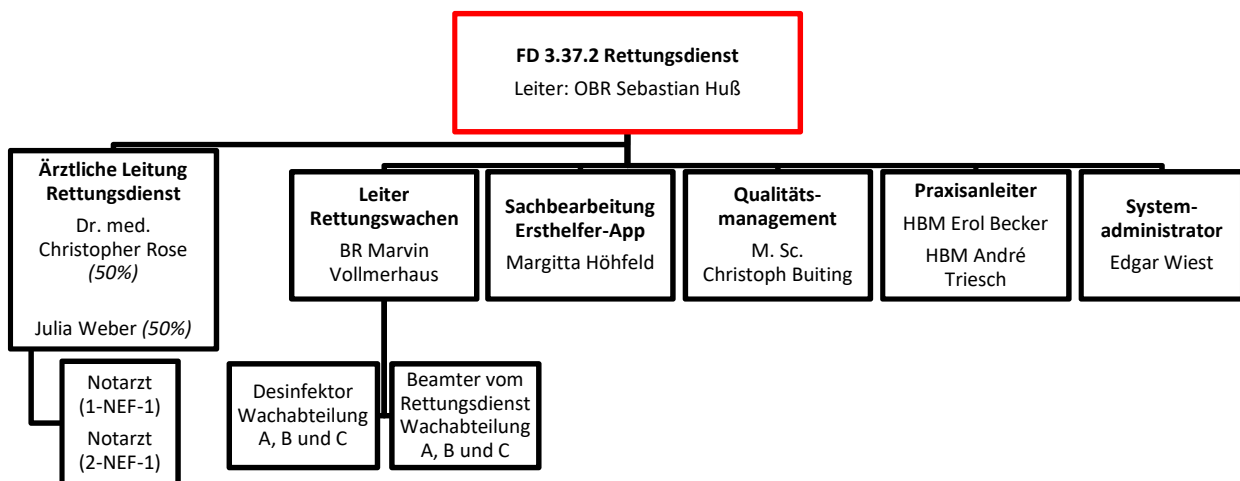 FD 3.37.2 Rettungsdienst
Leiter: OBR Sebastian Huß
Ärztliche Leitung
Rettungsdienst
Dr. med.
Christopher Rose
(50%)
Julia Weber (50%)
Leiter
Rettungswachen
BR Marvin
Vollmerhaus
Sachbearbeitung
Ersthelfer-App
Margitta Höhfeld
Qualitäts-
management
M. Sc.
Christoph Buiting
Praxisanleiter
HBM Erol Becker
HBM André
Triesch
System-
administrator
Edgar Wiest
Notarzt
(1-NEF-1)
Notarzt
(2-NEF-1)
Desinfektor
Wachabteilung
A, B und C
Beamter vom
Rettungsdienst
Wachabteilung
A, B und C